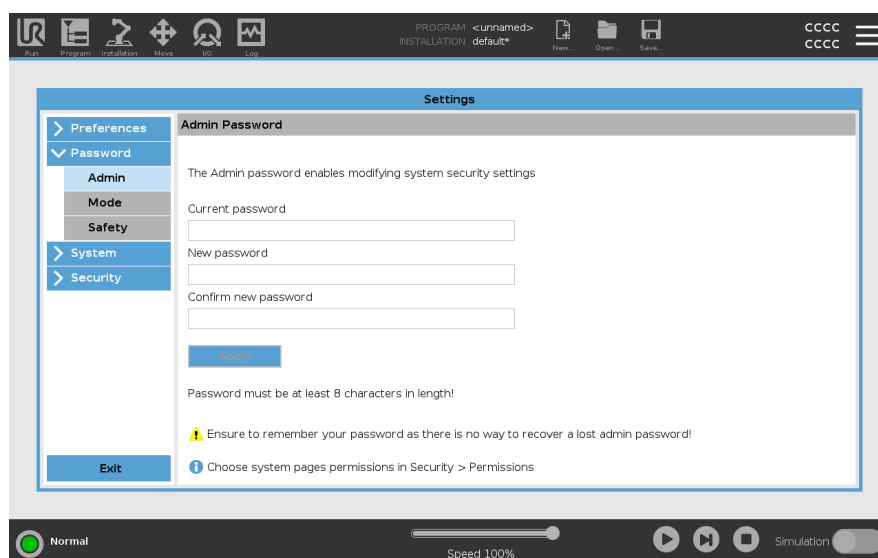 PROGRAM <unnamed>
INSTALLATION default*
cccc
cccc
Run
Program
Installation
Move
I/O
Log
New...
Open...
Save...
Settings
Preferences
Password
Admin
Mode
Safety
System
Security
Exit
Admin Password
The Admin password enables modifying system security settings
Current password
New password
Confirm new password
Apply
Password must be at least 8 characters in length!
Ensure to remember your password as there is no way to recover a lost admin password!
Choose system pages permissions in Security > Permissions
Normal
Speed 100%
Simulation